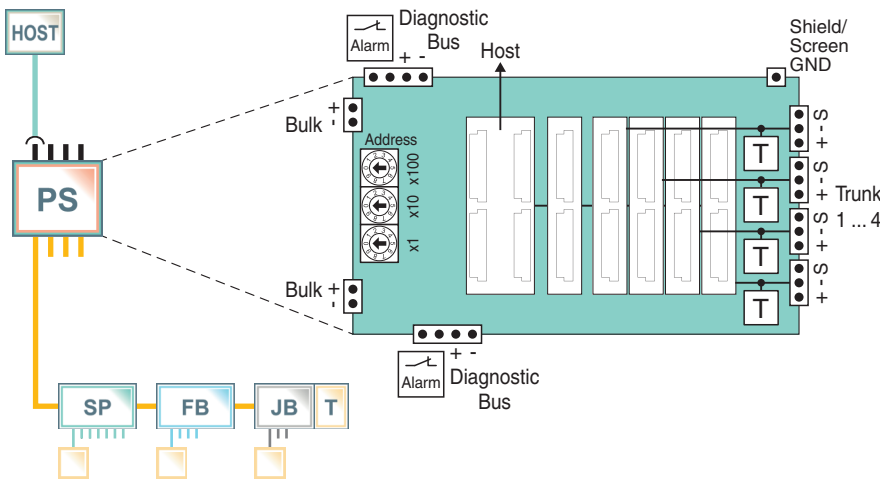 HOST
PS
SP
FB
JB
T
Alarm
Diagnostic
Bus
+ -
Host
Shield/
Screen
GND
+
-
Bulk
Address
x100
x10
x1
Bulk
+
-
S
-
+
T
S
-
+
T
S
-
+
T
S
-
+
T
Trunk
1 ... 4
+ -
Alarm
Diagnostic
Bus